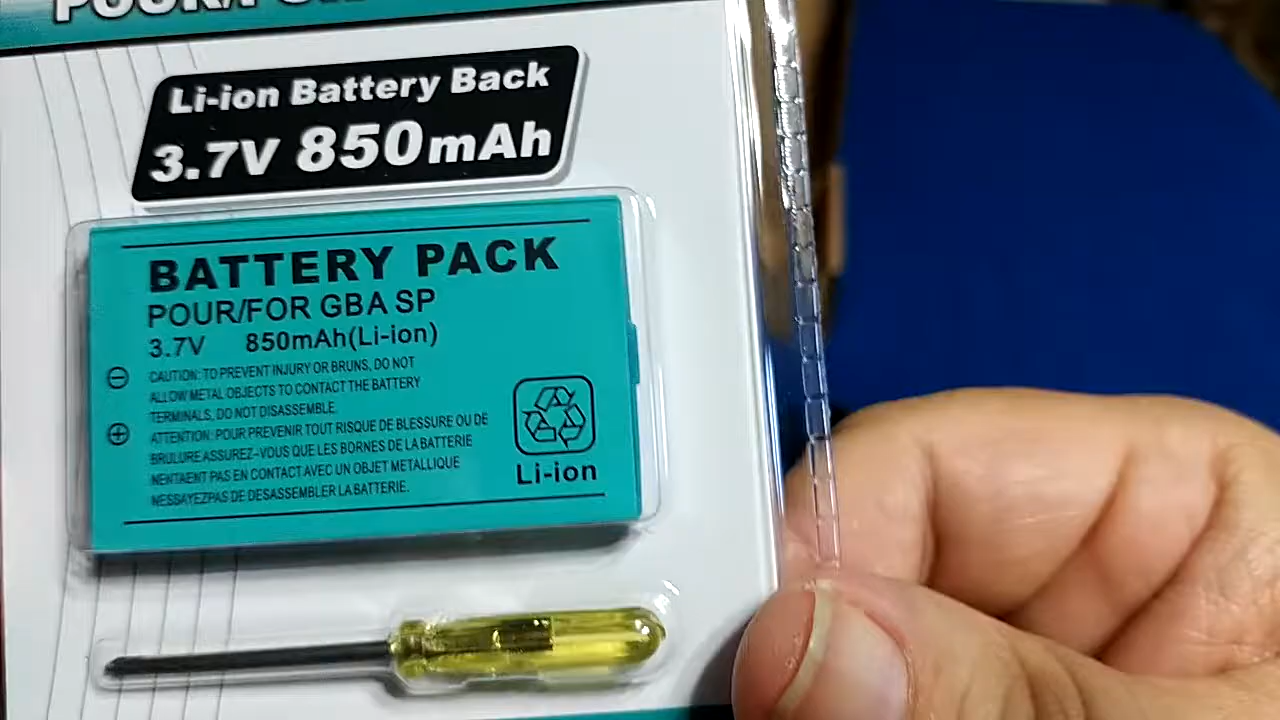 POUR/FOR
Li-ion Battery Back
3.7V 850mAh
BATTERY PACK
POUR/FOR GBA SP
3.7V 850mAh(Li-ion)
CAUTION: TO PREVENT INJURY OR BRUNS, DO NOT
ALLOW METAL OBJECTS TO CONTACT THE BATTERY
TERMINALS, DO NOT DISASSEMBLE.
ATTENTION: POUR PREVENIR TOUT RISQUE DE BLESSURE OU DE
BRULURE.ASSUREZ-VOUS QUE LES BORNES DE LA BATTERIE
NENTAENT PAS EN CONTACT AVEC UN OBJET METALLIQUE
NESSAYEZPAS DE DESASSEMBLER LA BATTERIE.
Li-ion